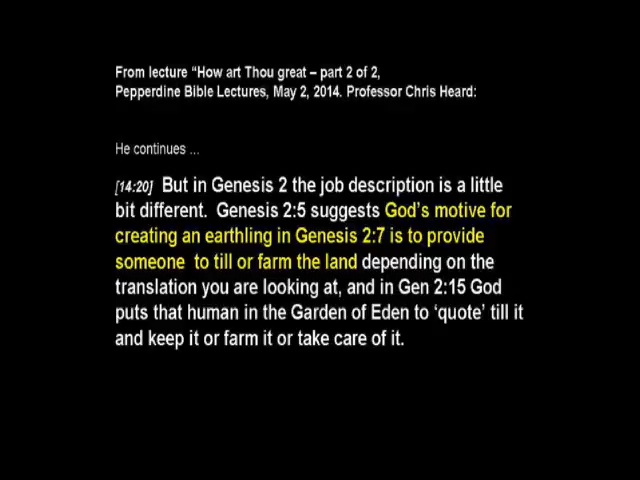 From lecture “How art Thou great – part 2 of 2,
Pepperdine Bible Lectures, May 2, 2014. Professor Chris Heard:
He continues ...
[14:20] But in Genesis 2 the job description is a little
bit different. Genesis 2:5 suggests God's motive for
creating an earthling in Genesis 2:7 is to provide
someone to till or farm the land depending on the
translation you are looking at, and in Gen 2:15 God
puts that human in the Garden of Eden to ‘quote’ till it
and keep it or farm it or take care of it.